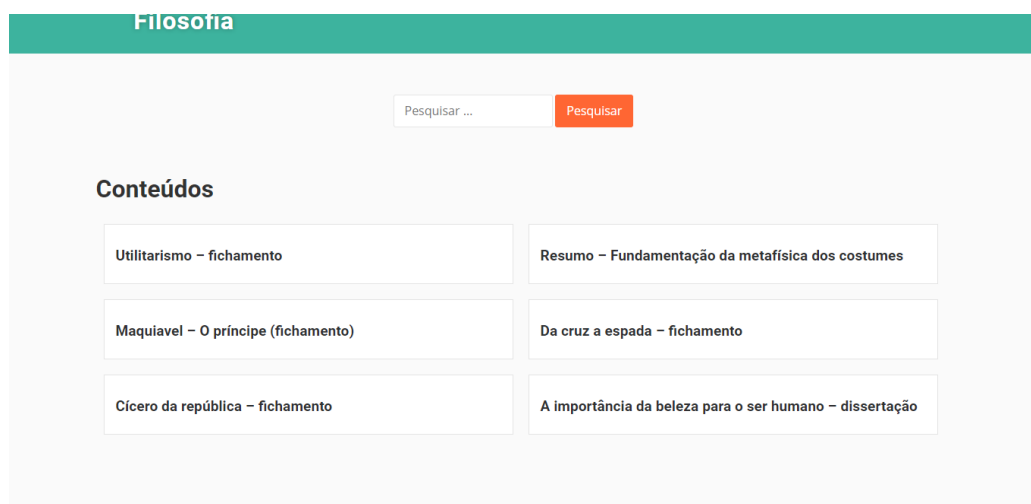 Filosofia
Pesquisar ...
Pesquisar
Conteúdos
Utilitarismo – fichamento
Resumo – Fundamentação da metafísica dos costumes
Maquiavel – O príncipe (fichamento)
Da cruz a espada – fichamento
Cícero da república – fichamento
A importância da beleza para o ser humano – dissertação